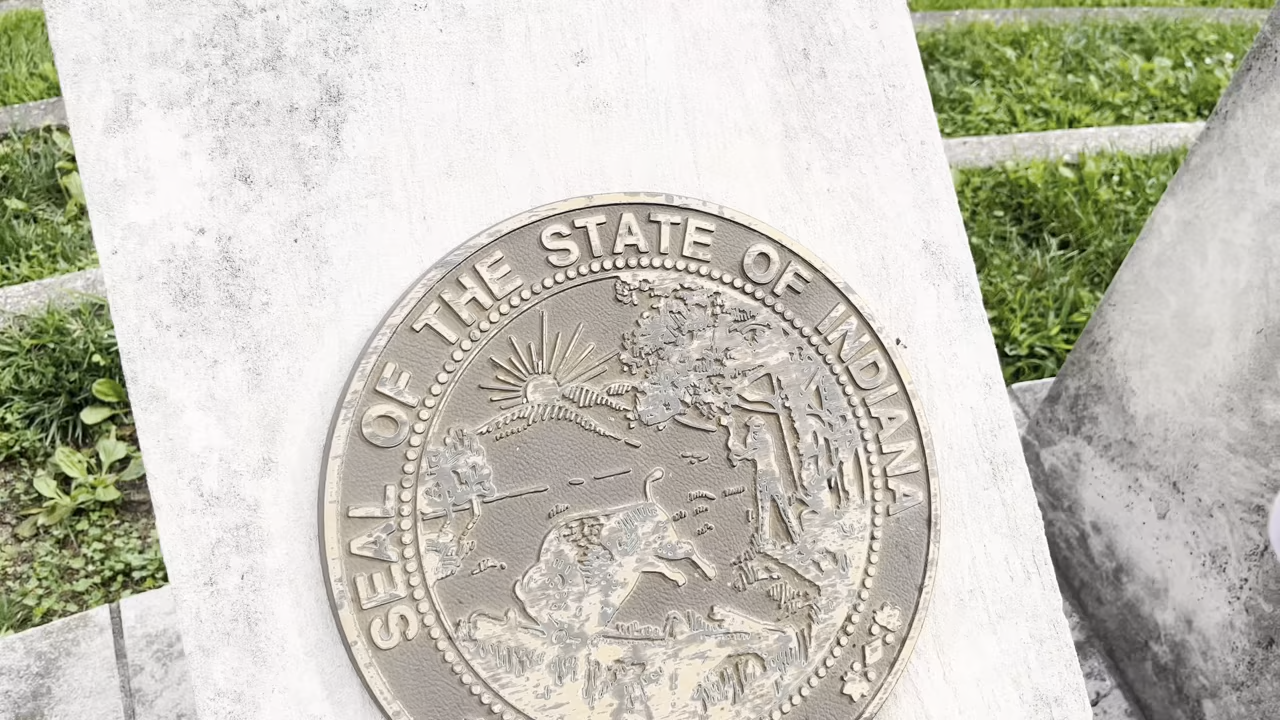 SEAL OF THE STATE OF INDIANA